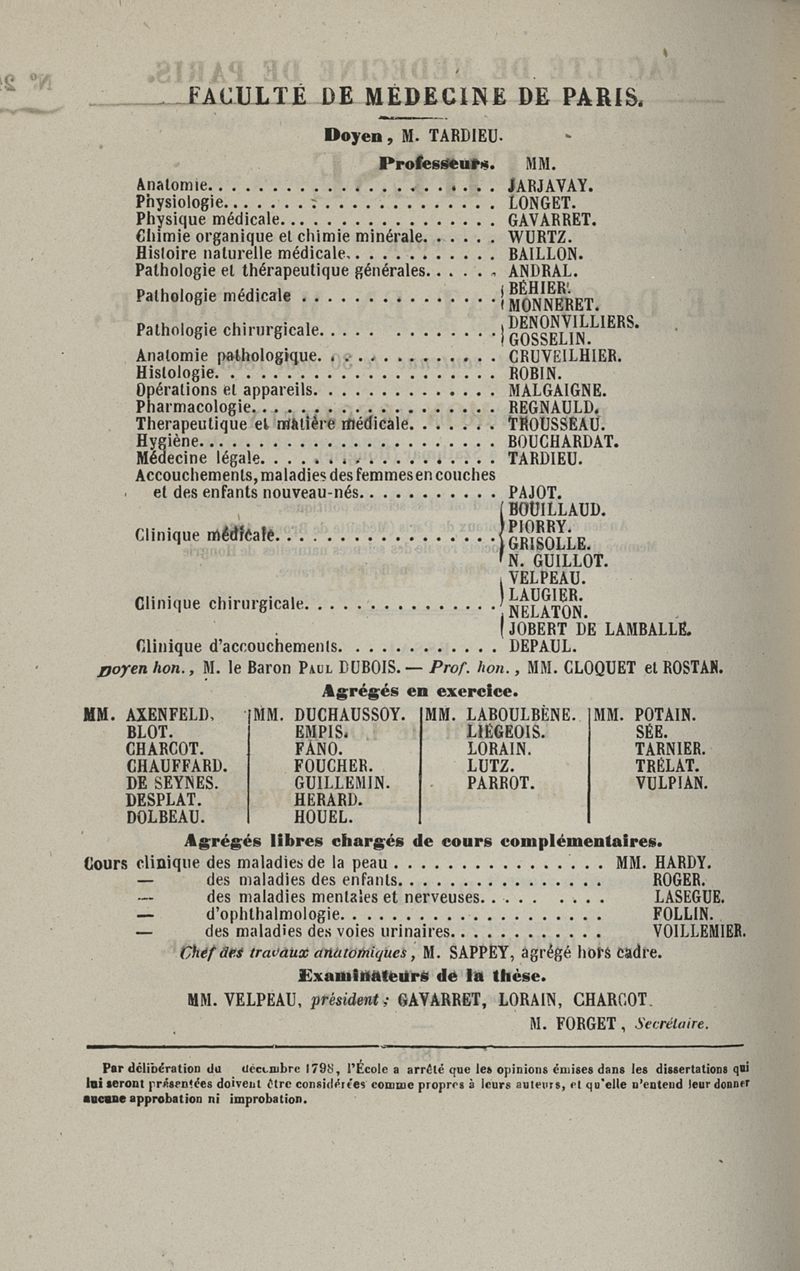 FACULTÉ DE MÉDECINE DE PARIS.
Doyen, M. TARDIEU.
Professeurs. MM.
Anatomie. . . . . . . . . . . . . . . . . . . . . . JARJAVAY.
Physiologie. . . . . . . . . . . . . . . . . . . . . LONGET.
Physique médicale. . . . . . . . . . . . . . . . . GAVARRET.
Chimie organique et chimie minérale. . . . . . WURTZ.
Histoire naturelle médicale. . . . . . . . . . . . BAILLON.
Pathologie et thérapeutique générales. . . . . . ANDRAL.
Pathologie médicale . . . . . . . . . . . . . . . { BÉHIER.
MONNERET.
Pathologie chirurgicale. . . . . . . . . . . . . . { DENONVILLIERS.
GOSSELIN.
Anatomie pathologique. . . . . . . . . . . . . . CRUVEILHIER.
Histologie. . . . . . . . . . . . . . . . . . . . . ROBIN.
Opérations et appareils. . . . . . . . . . . . . . MALGAIGNE.
Pharmacologie. . . . . . . . . . . . . . . . . . . REGNAULD.
Therapeutique et matière médicale. . . . . . . TROUSSEAU.
Hygiène. . . . . . . . . . . . . . . . . . . . . . BOUCHARDAT.
Médecine légale. . . . . . . . . . . . . . . . . . TARDIEU.
Accouchements, maladies des femmes en couches
et des enfants nouveau-nés. . . . . . . . . . . PAJOT.
Clinique médicale. . . . . . . . . . . . . . . . . { BOUILLAUD.
PIORRY.
GRISOLLE.
N. GUILLOT.
Clinique chirurgicale. . . . . . . . . . . . . . . { VELPEAU.
LAUGIER.
NELATON.
JOBERT DE LAMBALLE.
Clinique d'accouchements. . . . . . . . . . . . DEPAUL.
Doyen hon., M. le Baron PAUL DUBOIS. — Prof. hon., MM. CLOQUET et ROSTAN.
Agrégés en exercice.
MM. AXENFELD, MM. DUCHAUSSOY. MM. LABOULBÈNE. MM. POTAIN.
BLOT. EMPIS. LIÉGEOIS. SÉE.
CHARCOT. FANO. LORAIN. TARNIER.
CHAUFFARD. FOUCHER. LUTZ. TRÉLAT.
DE SEYNES. GUILLEMIN. PARROT. VULPIAN.
DESPLAT. HERARD.
DOLBEAU. HOUEL.
Agrégés libres chargés de cours complémentaires.
Cours clinique des maladies de la peau . . . . . . . . . . . . . . . . MM. HARDY.
— des maladies des enfants. . . . . . . . . . . . . . . . ROGER.
— des maladies mentales et nerveuses. . . . . . . . . . LASEGUE.
— d'ophthalmologie. . . . . . . . . . . . . . . . . . . . FOLLIN.
— des maladies des voies urinaires. . . . . . . . . . . . VOILLEMIER.
Chef des travaux anatomiques, M. SAPPEY, agrégé hors cadre.
Examinateurs de la thèse.
MM. VELPEAU, président; GAVARRET, LORAIN, CHARCOT.
M. FORGET, Secrétaire.
Par délibération du décembre 1798, l'École a arrêté que les opinions émises dans les dissertations qui
lui seront présentées doivent être considérées comme propres à leurs auteurs, et qu'elle n'entend leur donner
aucune approbation ni improbation.